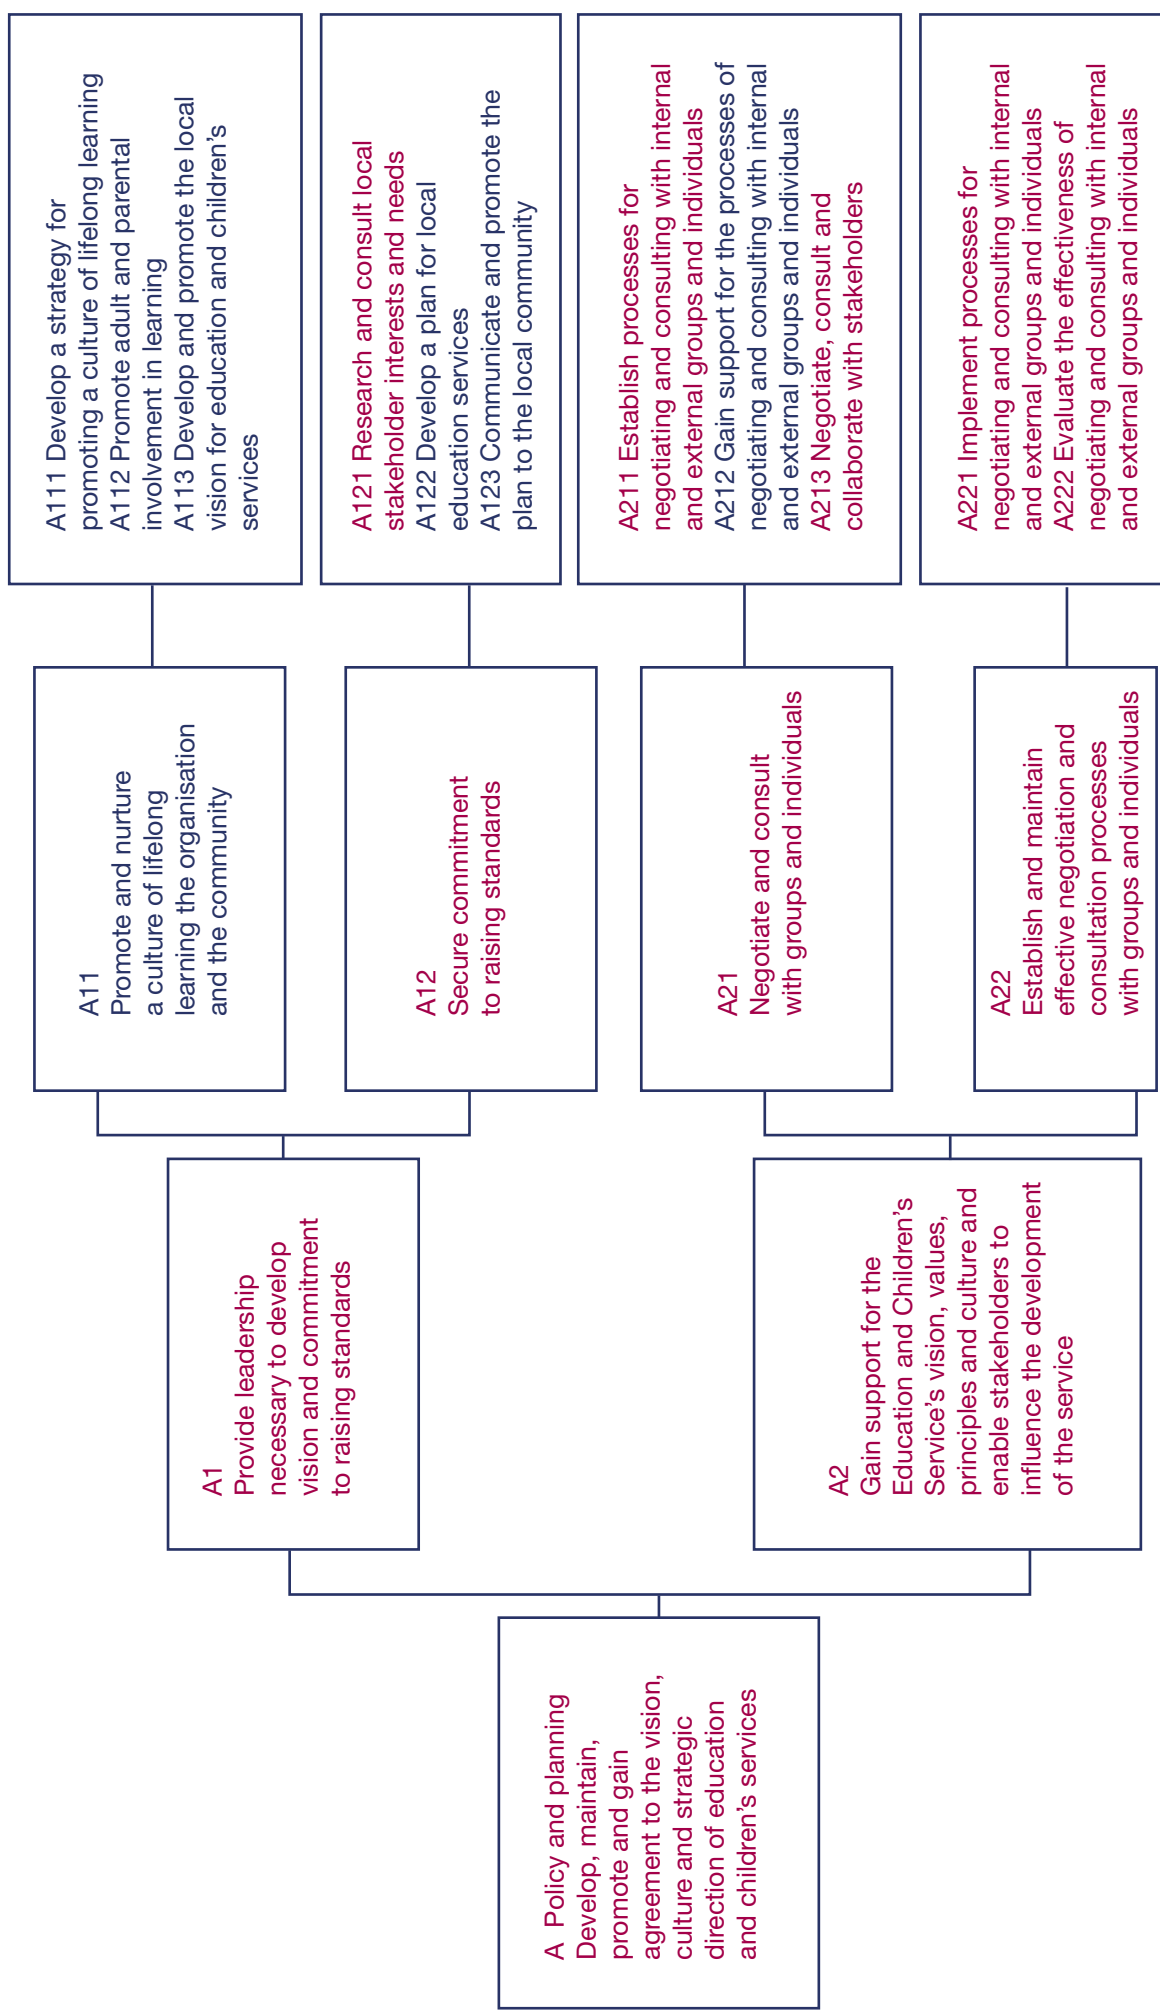 A  Policy and planning
Develop, maintain,
promote and gain
agreement to the vision,
culture and strategic
direction of education
and children’s services
A1
Provide leadership
necessary to develop
vision and commitment
to raising standards
A2
Gain support for the
Education and Children’s
Service’s vision, values,
principles and culture and
enable stakeholders to
influence the development
of the service
A11
Promote and nurture
a culture of lifelong
learning the organisation
and the community
A12
Secure commitment
to raising standards
A21
Negotiate and consult
with groups and individuals
A22
Establish and maintain
effective negotiation and
consultation processes
with groups and individuals
A111 Develop a strategy for
promoting a culture of lifelong learning
A112 Promote adult and parental
involvement in learning
A113 Develop and promote the local
vision for education and children’s
services
A121 Research and consult local
stakeholder interests and needs
A122 Develop a plan for local
education services
A123 Communicate and promote the
plan to the local community
A211 Establish processes for
negotiating and consulting with internal
and external groups and individuals
A212 Gain support for the processes of
negotiating and consulting with internal
and external groups and individuals
A213 Negotiate, consult and
collaborate with stakeholders
A221 Implement processes for
negotiating and consulting with internal
and external groups and individuals
A222 Evaluate the effectiveness of
negotiating and consulting with internal
and external groups and individuals